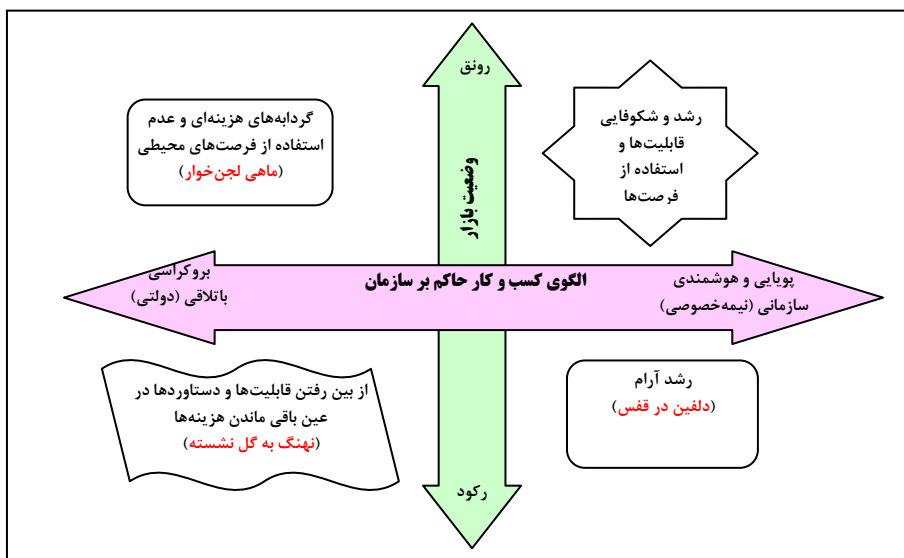 رونق
رشد و شکوفایی
قابلیت‌ها و
استفاده از
فرصت‌ها
گردابه‌های هزینه‌ای و عدم
استفاده از فرصت‌های محیطی
(ماهی لجن‌خوار)
وضعیت بازار
پویایی و هوشمندی
سازمانی (نیمه‌خصوصی)
الگوی کسب و کار حاکم بر سازمان
بروکراسی
باتلاقی (دولتی)
رشد آرام
(دلفین در قفس)
از بین رفتن قابلیت‌ها و دستاوردها در
عین باقی ماندن هزینه‌ها
(نهنگ به گل نشسته)
رکود